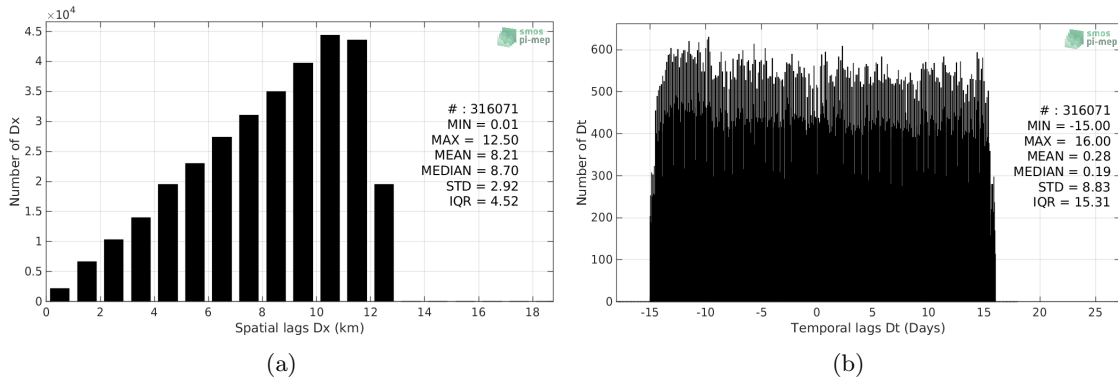 ×10⁴
4.5
4
3.5
3
2.5
2
1.5
1
0.5
0
Number of Dx
smos
pi-mep
# : 316071
MIN = 0.01
MAX = 12.50
MEAN = 8.21
MEDIAN = 8.70
STD = 2.92
IQR = 4.52
0 2 4 6 8 10 12 14 16 18
Spatial lags Dx (km)
(a)
600
500
400
300
200
100
0
Number of Dt
smos
pi-mep
# : 316071
MIN = -15.00
MAX = 16.00
MEAN = 0.28
MEDIAN = 0.19
STD = 8.83
IQR = 15.31
-15 -10 -5 0 5 10 15 20 25
Temporal lags Dt (Days)
(b)